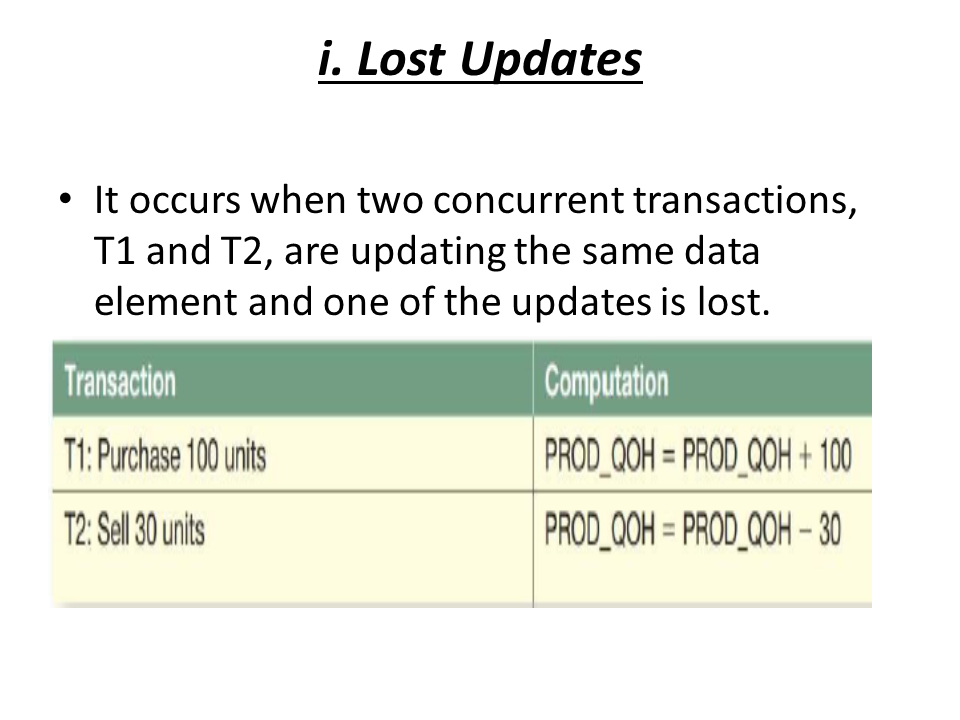 i. Lost Updates
• It occurs when two concurrent transactions,
T1 and T2, are updating the same data
element and one of the updates is lost.
Transaction Computation
T1: Purchase 100 units PROD_QOH = PROD_QOH + 100
T2: Sell 30 units PROD_QOH = PROD_QOH − 30